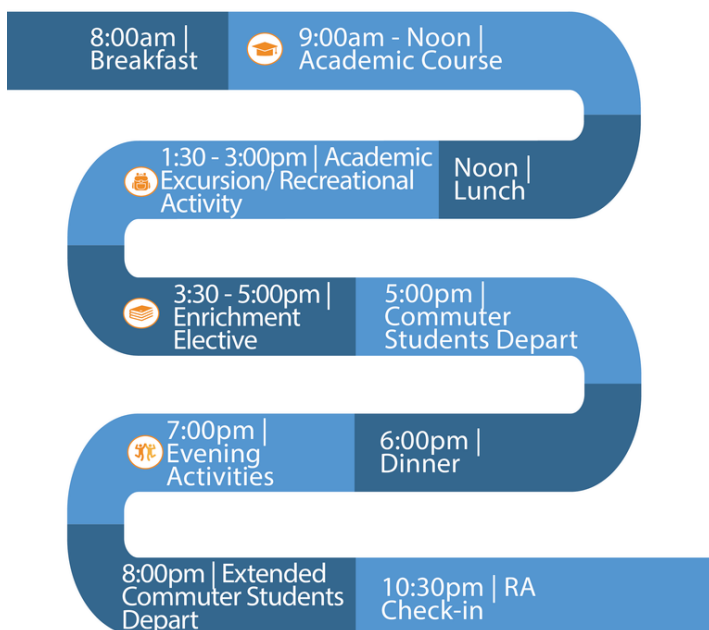 8:00am |
Breakfast
9:00am - Noon |
Academic Course
Noon |
Lunch
1:30 - 3:00pm | Academic
Excursion/ Recreational
Activity
3:30 - 5:00pm |
Enrichment
Elective
5:00pm |
Commuter
Students Depart
6:00pm |
Dinner
7:00pm |
Evening
Activities
8:00pm | Extended
Commuter Students
Depart
10:30pm | RA
Check-in